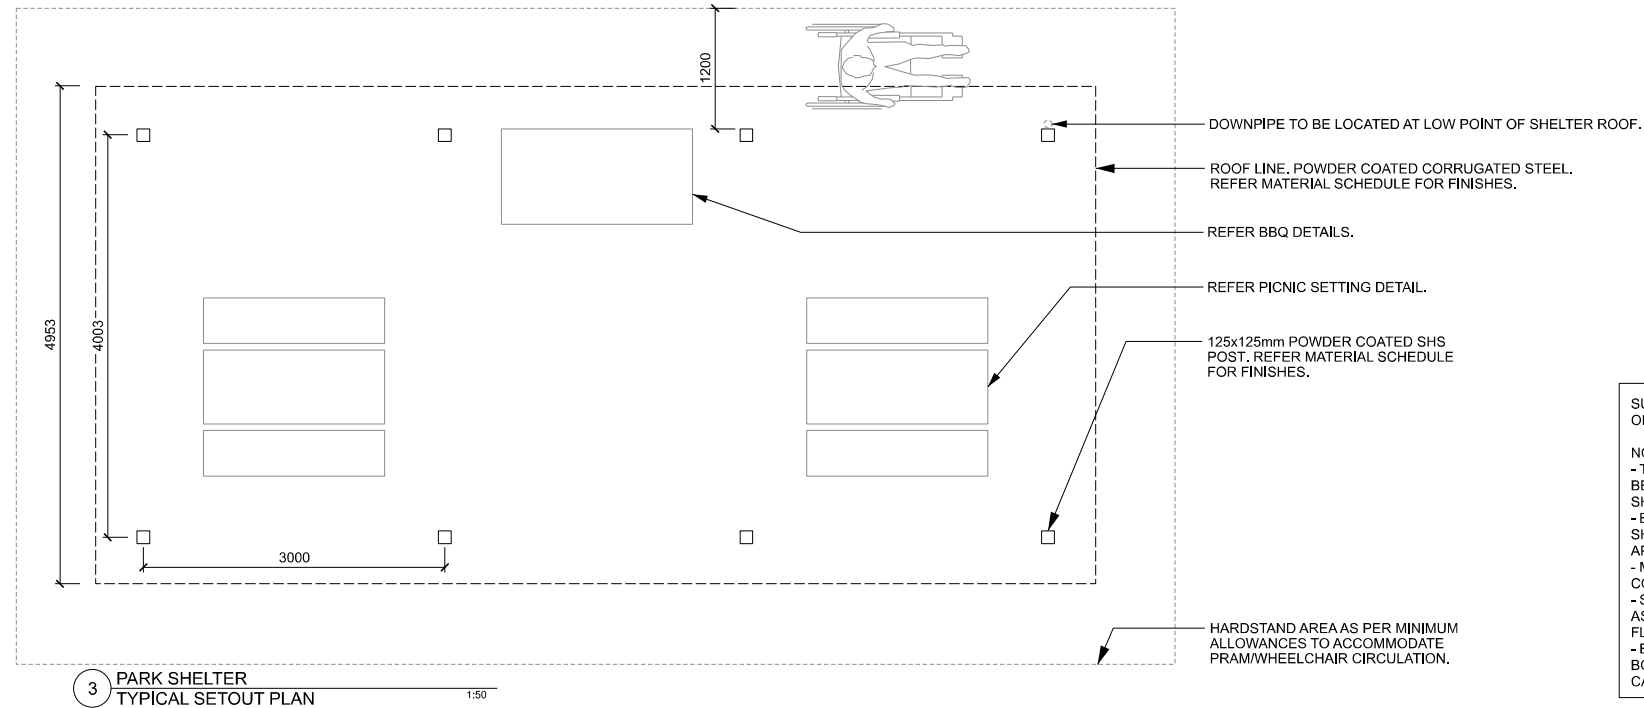 1200
4953
4003
3000
DOWNPIPE TO BE LOCATED AT LOW POINT OF SHELTER ROOF.
ROOF LINE. POWDER COATED CORRUGATED STEEL.
REFER MATERIAL SCHEDULE FOR FINISHES.
REFER BBQ DETAILS.
REFER PICNIC SETTING DETAIL.
125x125mm POWDER COATED SHS
POST. REFER MATERIAL SCHEDULE
FOR FINISHES.
HARDSTAND AREA AS PER MINIMUM
ALLOWANCES TO ACCOMMODATE
PRAM/WHEELCHAIR CIRCULATION.
3
PARK SHELTER
TYPICAL SETOUT PLAN
1:50